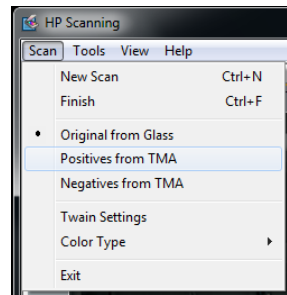 HP Scanning
Scan Tools View Help
New Scan Ctrl+N
Finish Ctrl+F
Original from Glass
Positives from TMA
Negatives from TMA
Twain Settings
Color Type
Exit